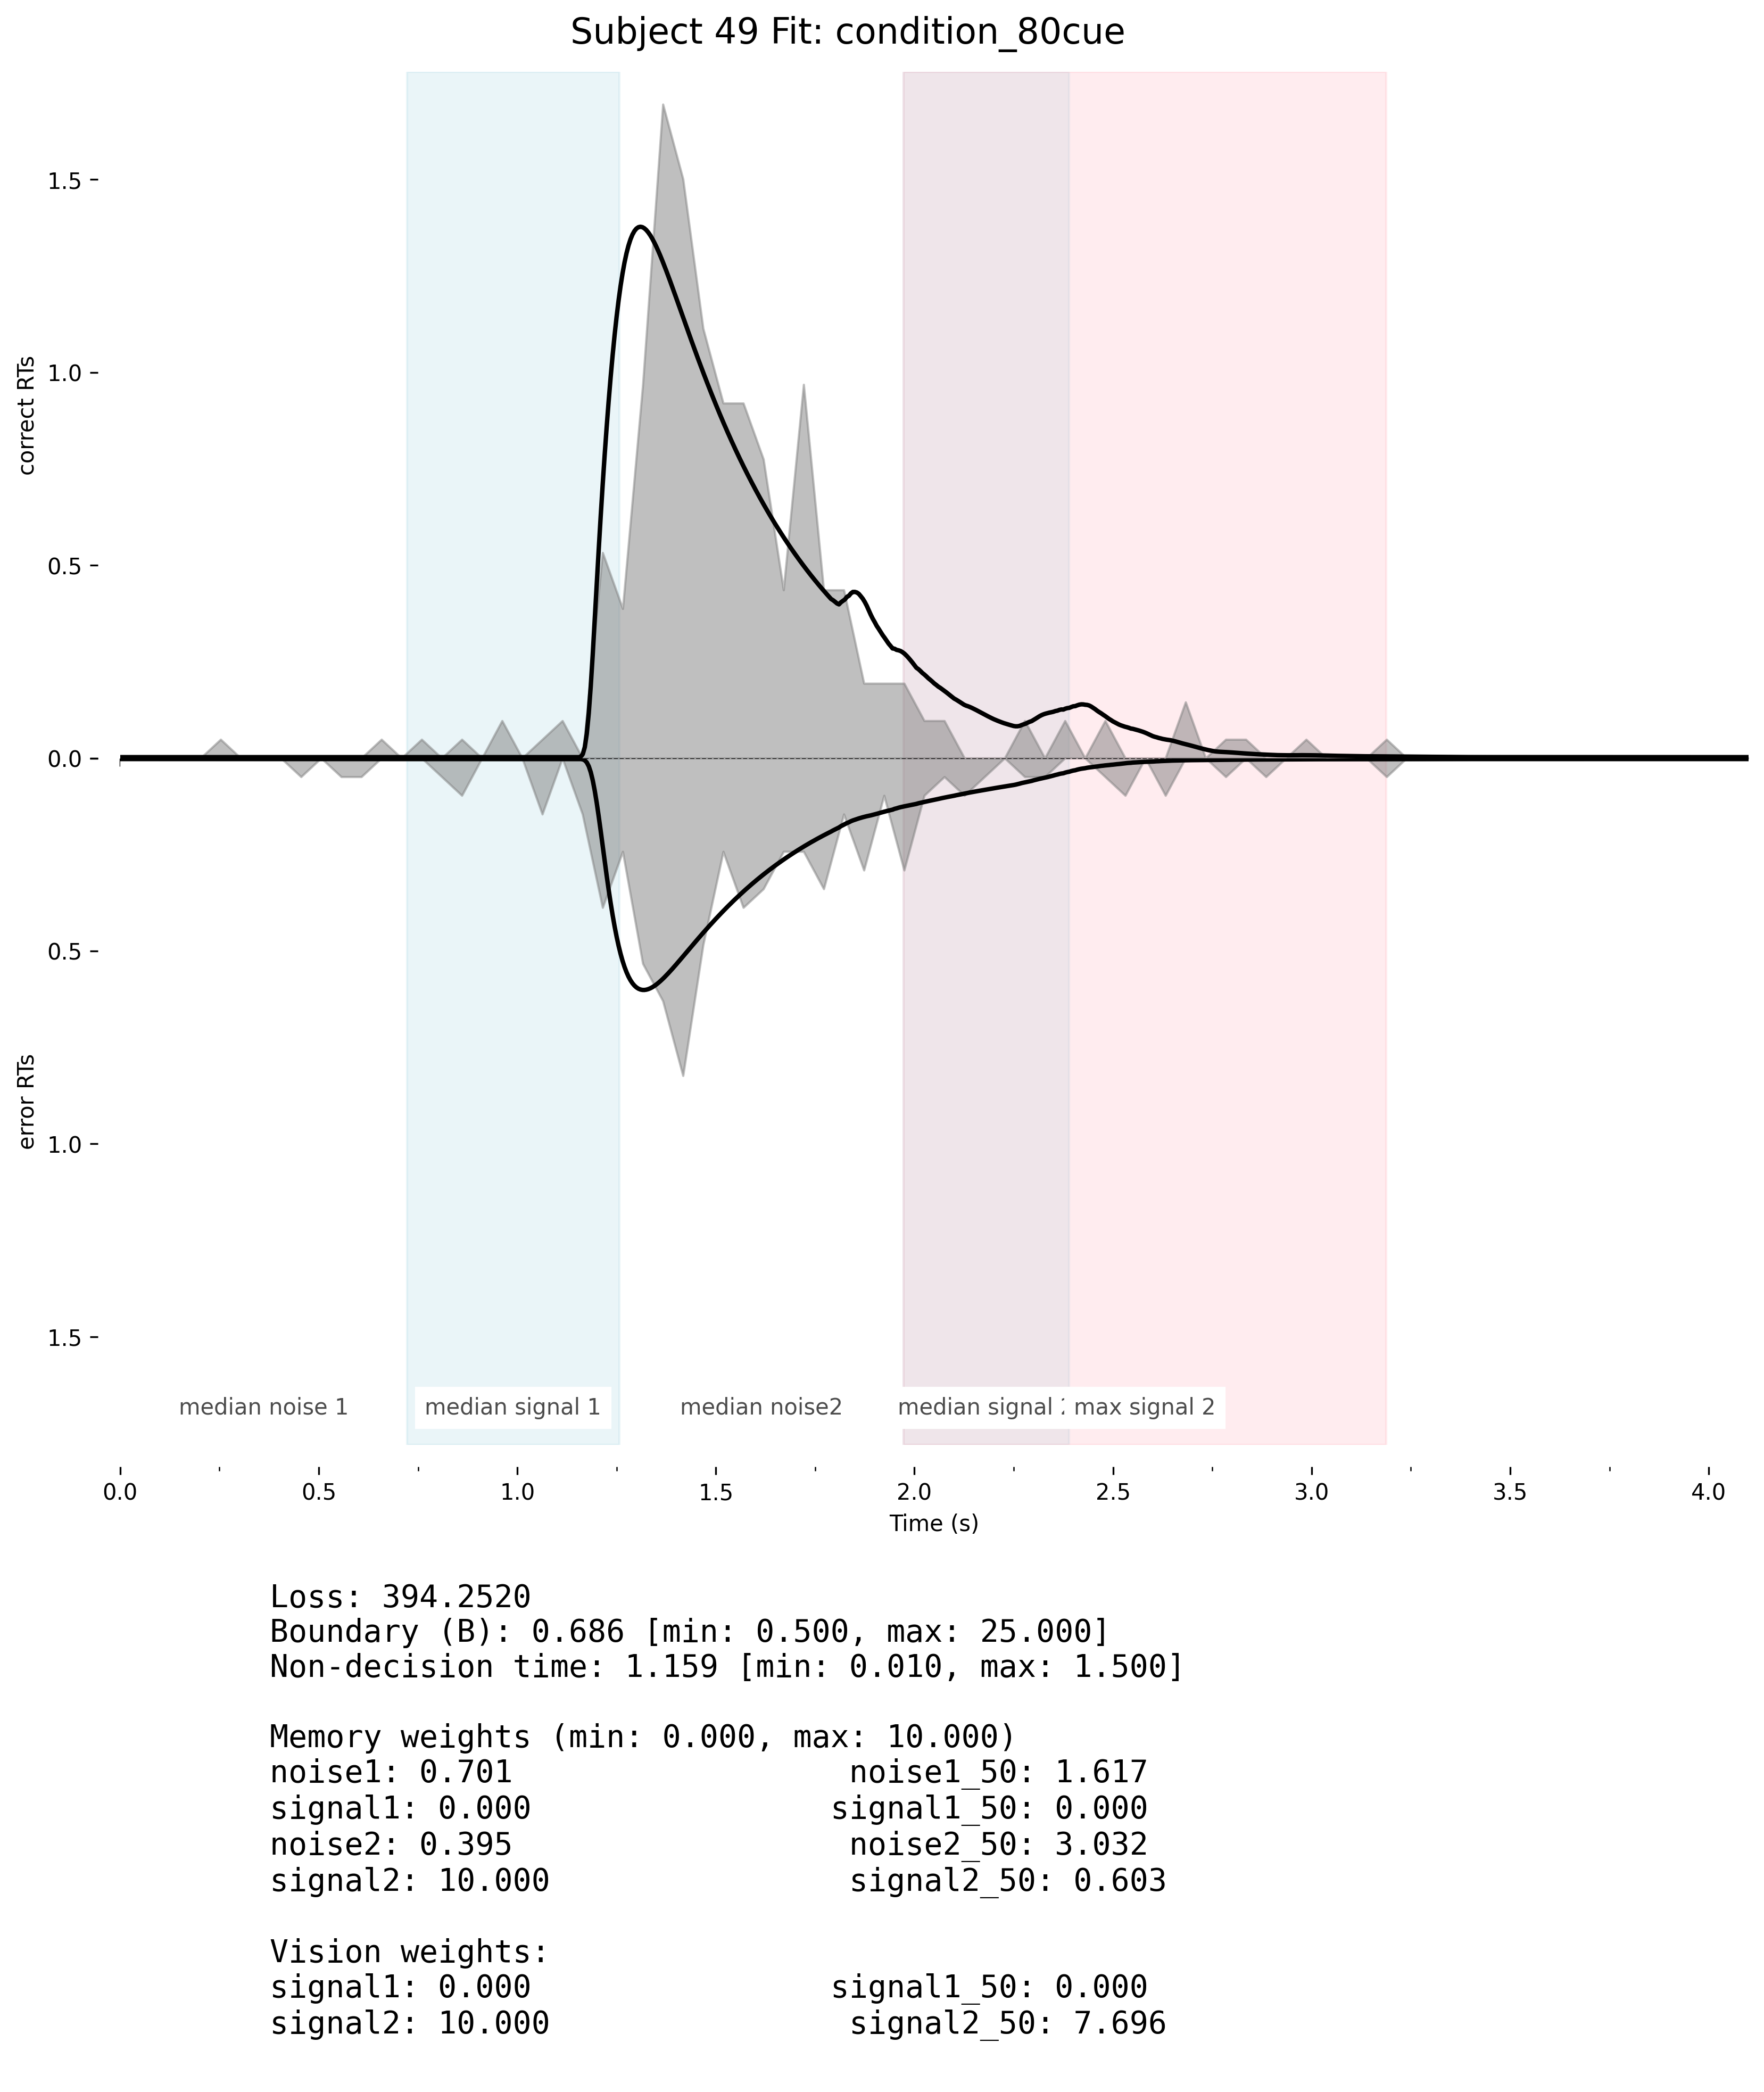 Subject 49 Fit: condition_80cue
1.5
1.0
0.5
0.0
0.5
1.0
1.5
correct RTs
error RTs
median noise 1
median signal 1
median noise2
median signal
max signal 2
0.0 0.5 1.0 1.5 2.0 2.5 3.0 3.5 4.0
Time (s)
Loss: 394.2520
Boundary (B): 0.686 [min: 0.500, max: 25.000]
Non-decision time: 1.159 [min: 0.010, max: 1.500]
Memory weights (min: 0.000, max: 10.000)
noise1: 0.701 noise1_50: 1.617
signal1: 0.000 signal1_50: 0.000
noise2: 0.395 noise2_50: 3.032
signal2: 10.000 signal2_50: 0.603
Vision weights:
signal1: 0.000 signal1_50: 0.000
signal2: 10.000 signal2_50: 7.696